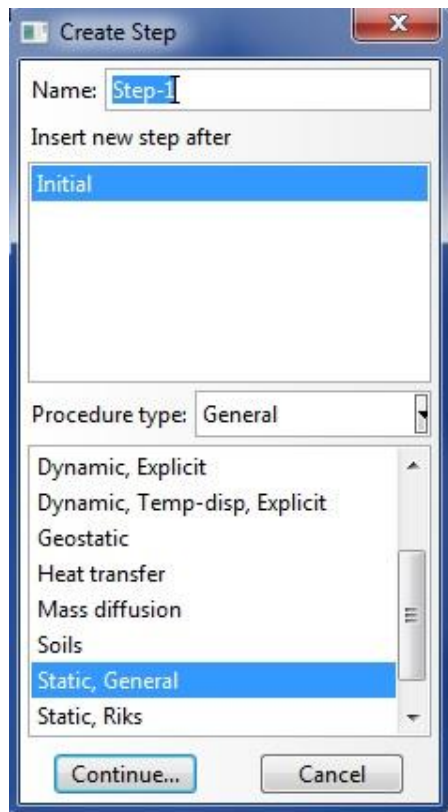 Create Step
Name: Step-1
Insert new step after
Initial
Procedure type: General
Dynamic, Explicit
Dynamic, Temp-disp, Explicit
Geostatic
Heat transfer
Mass diffusion
Soils
Static, General
Static, Riks
Continue... Cancel